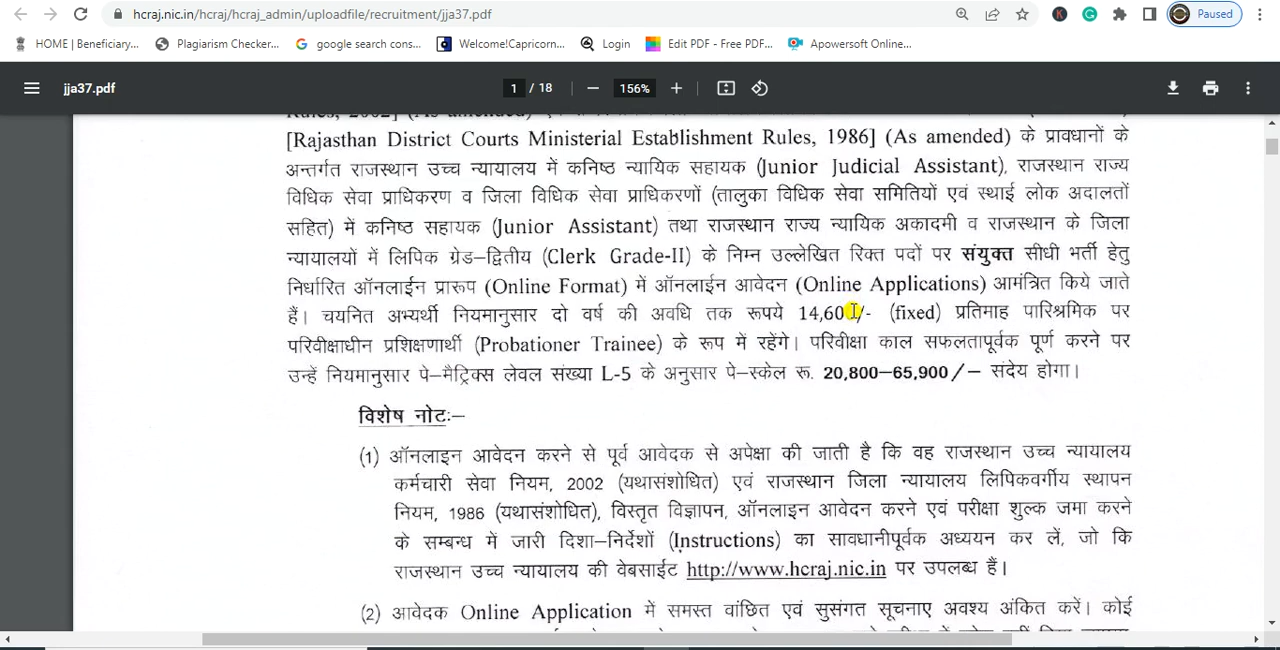 hcraj.nic.in/hcraj/hcraj_admin/uploadfile/recruitment/jja37.pdf
K
G
Paused
HOME | Beneficiary...
Plagiarism Checker...
google search cons...
Welcome!Capricorn...
Login
Edit PDF - Free PDF...
Apowersoft Online...
jja37.pdf
1 / 18
156%
(As amended)
[Rajasthan District Courts Ministerial Establishment Rules, 1986] (As amended) के प्रावधानों के
अन्तर्गत राजस्थान उच्च न्यायालय में कनिष्ठ न्यायिक सहायक (Junior Judicial Assistant), राजस्थान राज्य
विधिक सेवा प्राधिकरण व जिला विधिक सेवा प्राधिकरणों (तालुका विधिक सेवा समितियों एवं स्थाई लोक अदालतों
सहित) में कनिष्ठ सहायक (Junior Assistant) तथा राजस्थान राज्य न्यायिक अकादमी व राजस्थान के जिला
न्यायालयों में लिपिक ग्रेड–द्वितीय (Clerk Grade-II) के निम्न उल्लेखित रिक्त पदों पर संयुक्त सीधी भर्ती हेतु
निर्धारित ऑनलाईन प्रारूप (Online Format) में ऑनलाईन आवेदन (Online Applications) आमंत्रित किये जाते
हैं। चयनित अभ्यर्थी नियमानुसार दो वर्ष की अवधि तक रूपये 14,600/- (fixed) प्रतिमाह पारिश्रमिक पर
परिवीक्षाधीन प्रशिक्षणार्थी (Probationer Trainee) के रूप में रहेंगे। परिवीक्षा काल सफलतापूर्वक पूर्ण करने पर
उन्हें नियमानुसार पे–मैट्रिक्स लेवल संख्या L-5 के अनुसार पे–स्केल रू. 20,800–65,900/– संदेय होगा।
विशेष नोटः–
(1) ऑनलाइन आवेदन करने से पूर्व आवेदक से अपेक्षा की जाती है कि वह राजस्थान उच्च न्यायालय
कर्मचारी सेवा नियम, 2002 (यथासंशोधित) एवं राजस्थान जिला न्यायालय लिपिकवर्गीय स्थापन
नियम, 1986 (यथासंशोधित), विस्तृत विज्ञापन, ऑनलाईन आवेदन करने एवं परीक्षा शुल्क जमा करने
के सम्बन्ध में जारी दिशा–निर्देशों (Instructions) का सावधानीपूर्वक अध्ययन कर लें, जो कि
राजस्थान उच्च न्यायालय की वेबसाईट http://www.hcraj.nic.in पर उपलब्ध हैं।
(2) आवेदक Online Application में समस्त वांछित एवं सुसंगत सूचनाए अवश्य अंकित करें। कोई